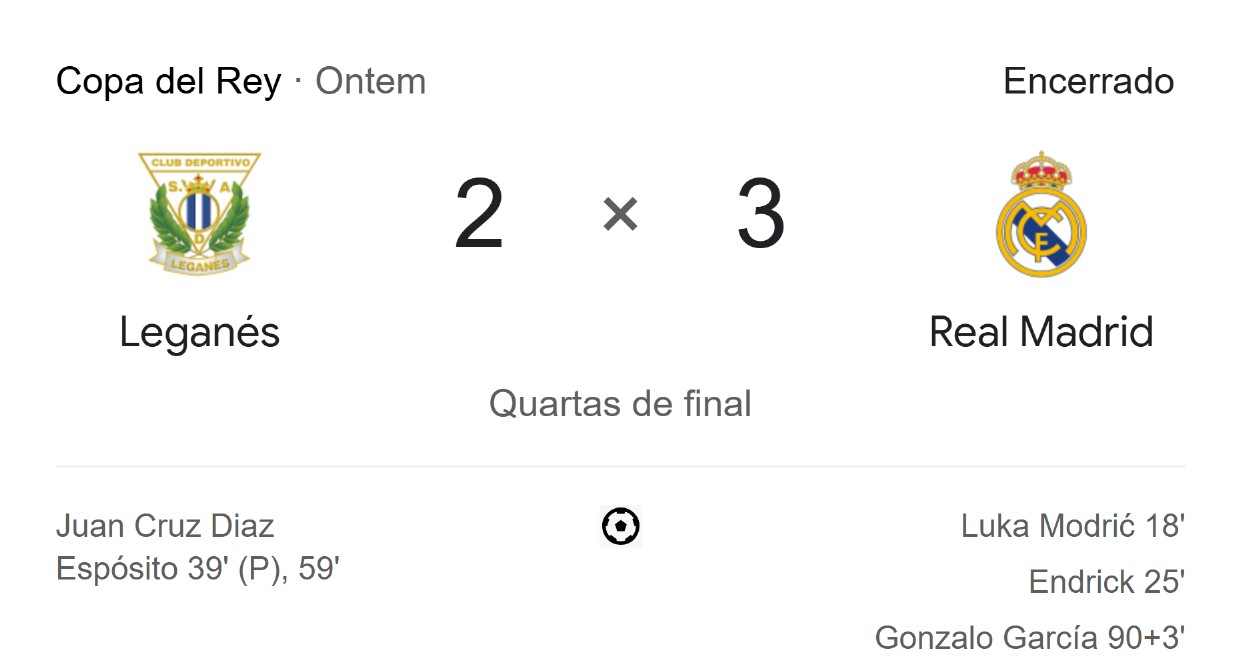 Copa del Rey · Ontem
Encerrado
CLUB DEPORTIVO
S. A
D
LEGANES
2 × 3
Leganés
Real Madrid
Quartas de final
Juan Cruz Diaz
Espósito 39' (P), 59'
Luka Modrić 18'
Endrick 25'
Gonzalo García 90+3'